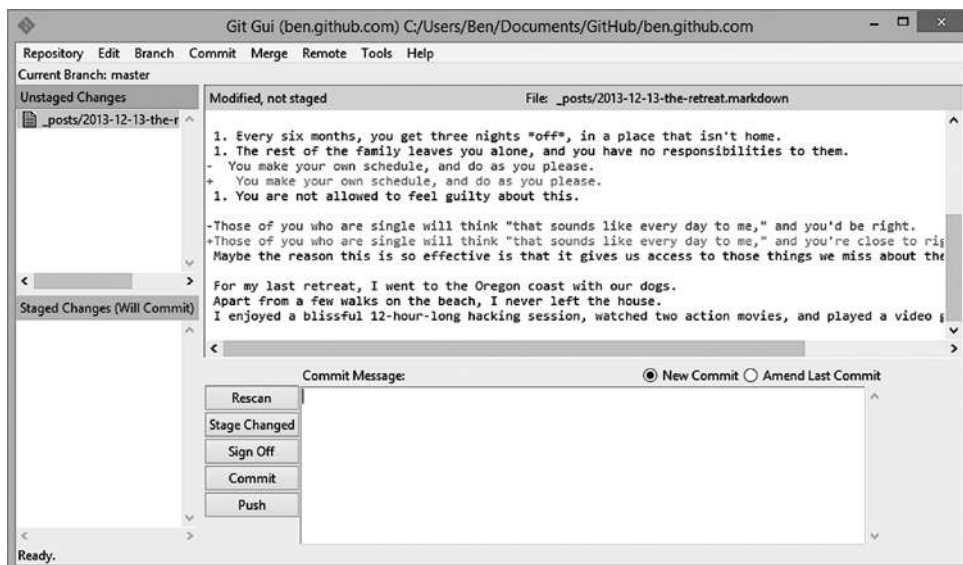 Git Gui (ben.github.com) C:/Users/Ben/Documents/GitHub/ben.github.com
Repository Edit Branch Commit Merge Remote Tools Help
Current Branch: master
Unstaged Changes
_posts/2013-12-13-the-r
Modified, not staged File: _posts/2013-12-13-the-retreat.markdown
1. Every six months, you get three nights *off*, in a place that isn't home.
1. The rest of the family leaves you alone, and you have no responsibilities to them.
- You make your own schedule, and do as you please.
+ You make your own schedule, and do as you please.
1. You are not allowed to feel guilty about this.
-Those of you who are single will think "that sounds like every day to me," and you'd be right.
+Those of you who are single will think "that sounds like every day to me," and you're close to rig
Maybe the reason this is so effective is that it gives us access to those things we miss about the
For my last retreat, I went to the Oregon coast with our dogs.
Apart from a few walks on the beach, I never left the house.
I enjoyed a blissful 12-hour-long hacking session, watched two action movies, and played a video g
Staged Changes (Will Commit)
Commit Message: New Commit Amend Last Commit
Rescan
Stage Changed
Sign Off
Commit
Push
Ready.